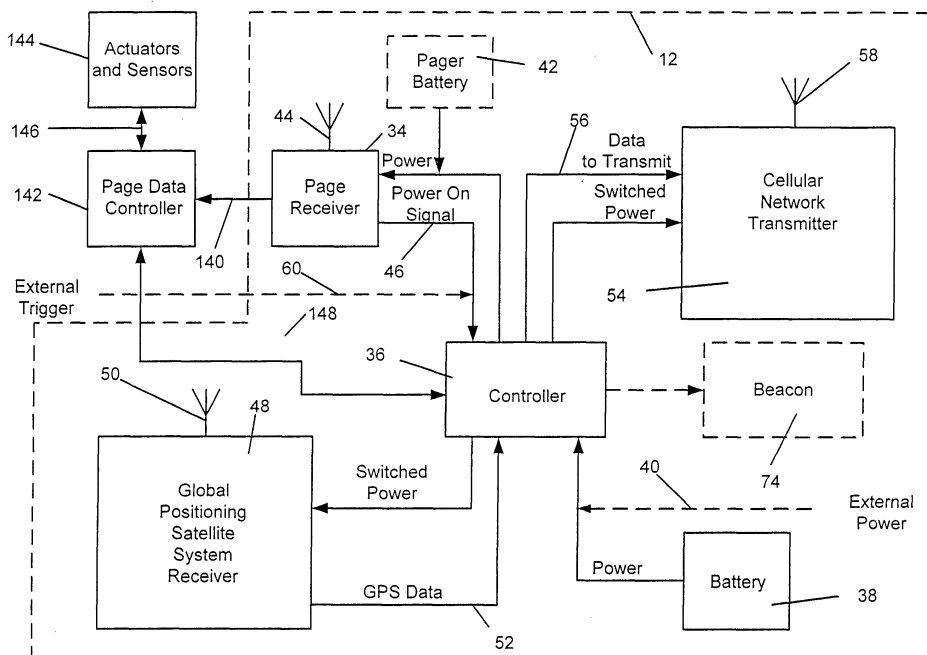 144
Actuators
and Sensors
Pager
Battery
42
12
58
146
44
34
56
Data
to Transmit
Power
142
Page Data
Controller
Page
Receiver
Power On
Signal
Switched
Power
Cellular
Network
Transmitter
140
46
60
54
External
Trigger
148
36
50
48
Controller
Beacon
Switched
Power
40
74
Global
Positioning
Satellite
System
Receiver
External
Power
Power
Battery
GPS Data
38
52